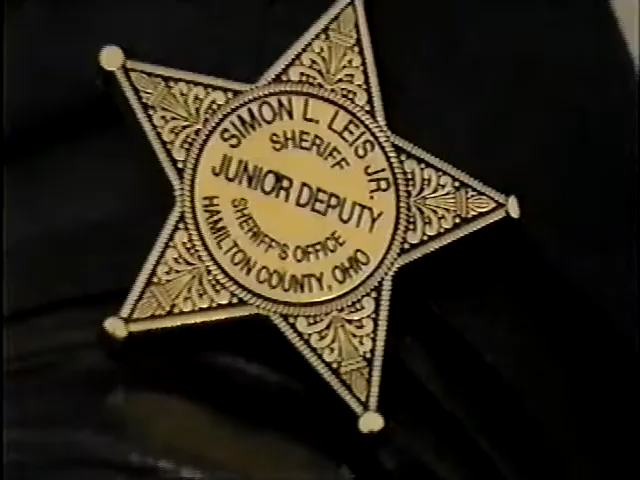 SIMON L. LEIS JR.
SHERIFF
JUNIOR DEPUTY
SHERIFF'S OFFICE
HAMILTON COUNTY, OHIO